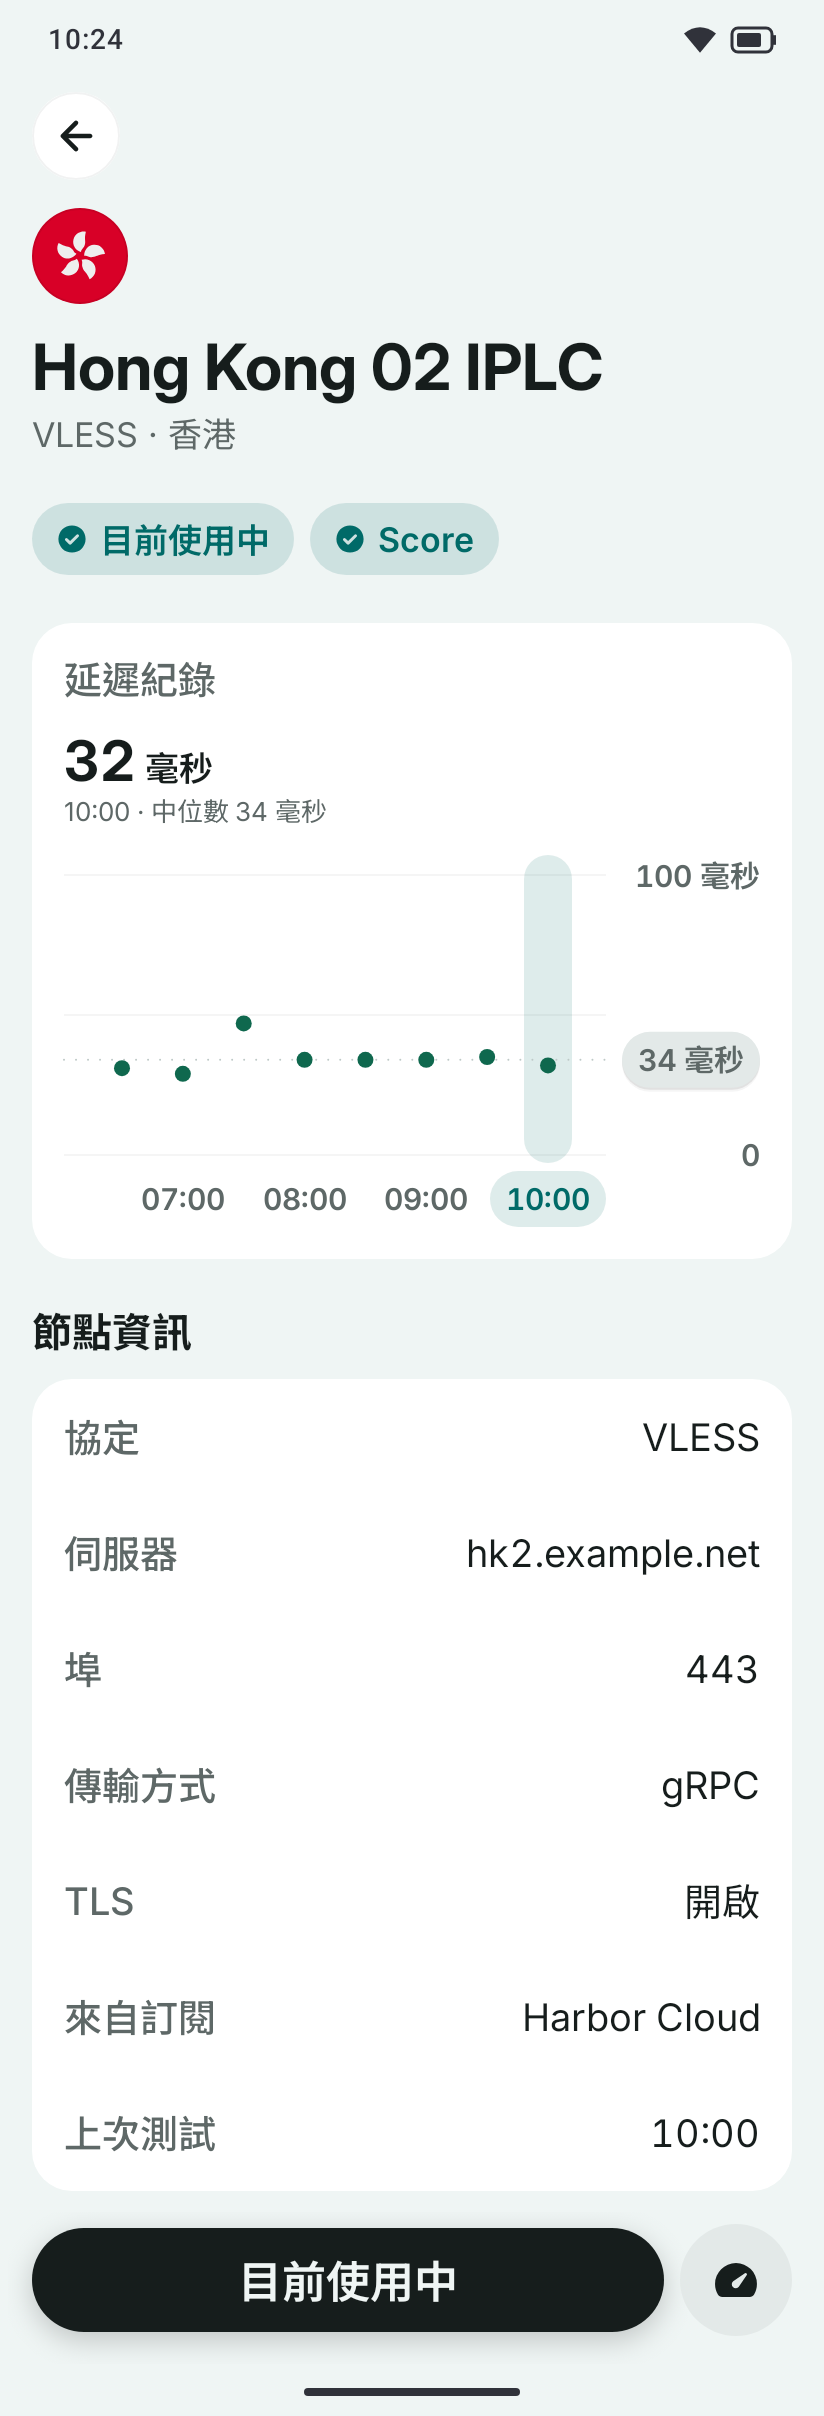 10:24
Hong Kong 02 IPLC
VLESS · 香港
目前使用中
Score
延遲紀錄
32 毫秒
10:00 · 中位數 34 毫秒
100 毫秒
34 毫秒
0
07:00 08:00 09:00 10:00
節點資訊
協定 VLESS
伺服器 hk2.example.net
埠 443
傳輸方式 gRPC
TLS 開啟
來自訂閱 Harbor Cloud
上次測試 10:00
目前使用中